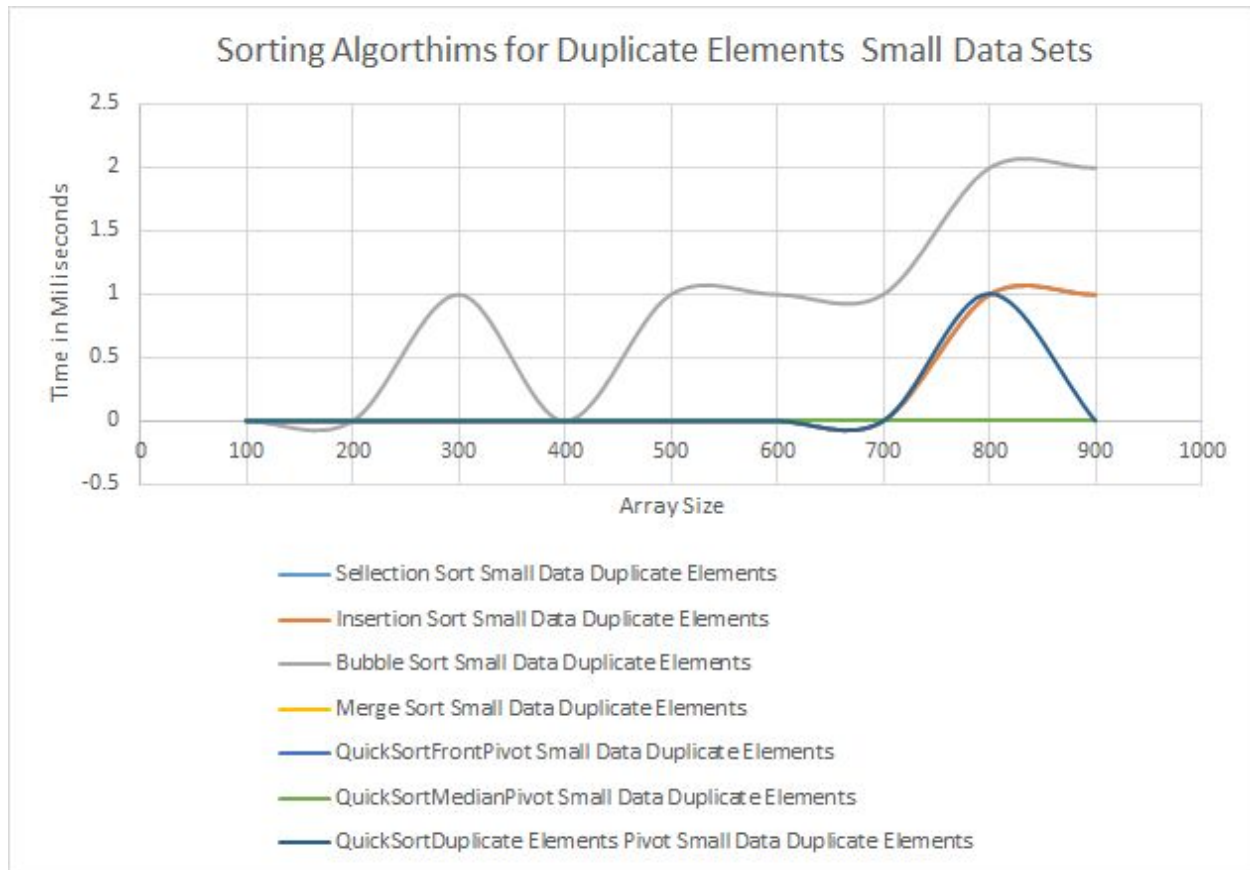 Sorting Algorthims for Duplicate Elements Small Data Sets
2.5
2
1.5
1
0.5
0
-0.5
Time in Milliseconds
0 100 200 300 400 500 600 700 800 900 1000
Array Size
Sellection Sort Small Data Duplicate Elements
Insertion Sort Small Data Duplicate Elements
Bubble Sort Small Data Duplicate Elements
Merge Sort Small Data Duplicate Elements
QuickSortFrontPivot Small Data Duplicate Elements
QuickSortMedianPivot Small Data Duplicate Elements
QuickSortDuplicate Elements Pivot Small Data Duplicate Elements